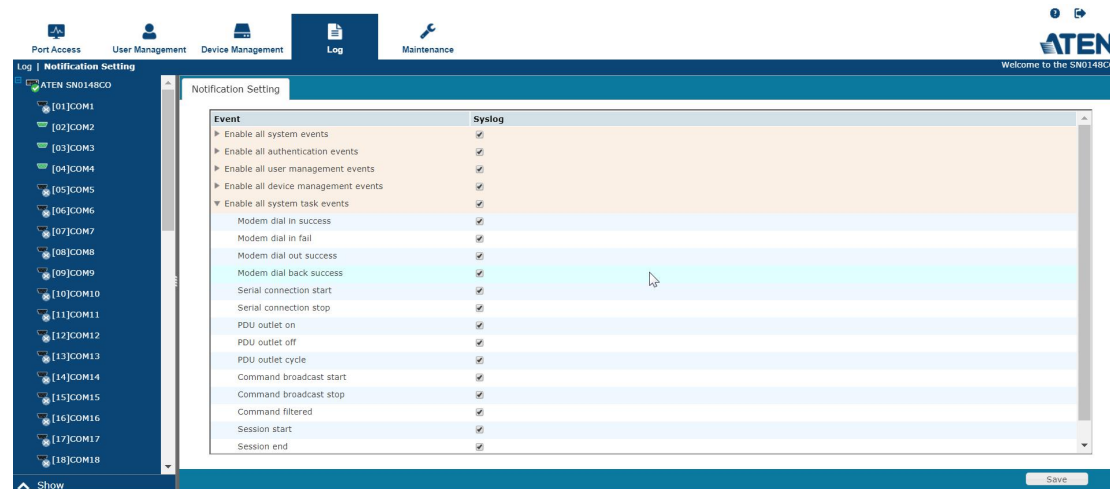 Port Access
User Management
Device Management
Log
Maintenance
ATEN
Log | Notification Setting
Welcome to the SN0148CO
ATEN SN0148CO
[01]COM1
[02]COM2
[03]COM3
[04]COM4
[05]COM5
[06]COM6
[07]COM7
[08]COM8
[09]COM9
[10]COM10
[11]COM11
[12]COM12
[13]COM13
[14]COM14
[15]COM15
[16]COM16
[17]COM17
[18]COM18
Show
Notification Setting
Event Syslog
Enable all system events
Enable all authentication events
Enable all user management events
Enable all device management events
Enable all system task events
Modem dial in success
Modem dial in fail
Modem dial out success
Modem dial back success
Serial connection start
Serial connection stop
PDU outlet on
PDU outlet off
PDU outlet cycle
Command broadcast start
Command broadcast stop
Command filtered
Session start
Session end
Save